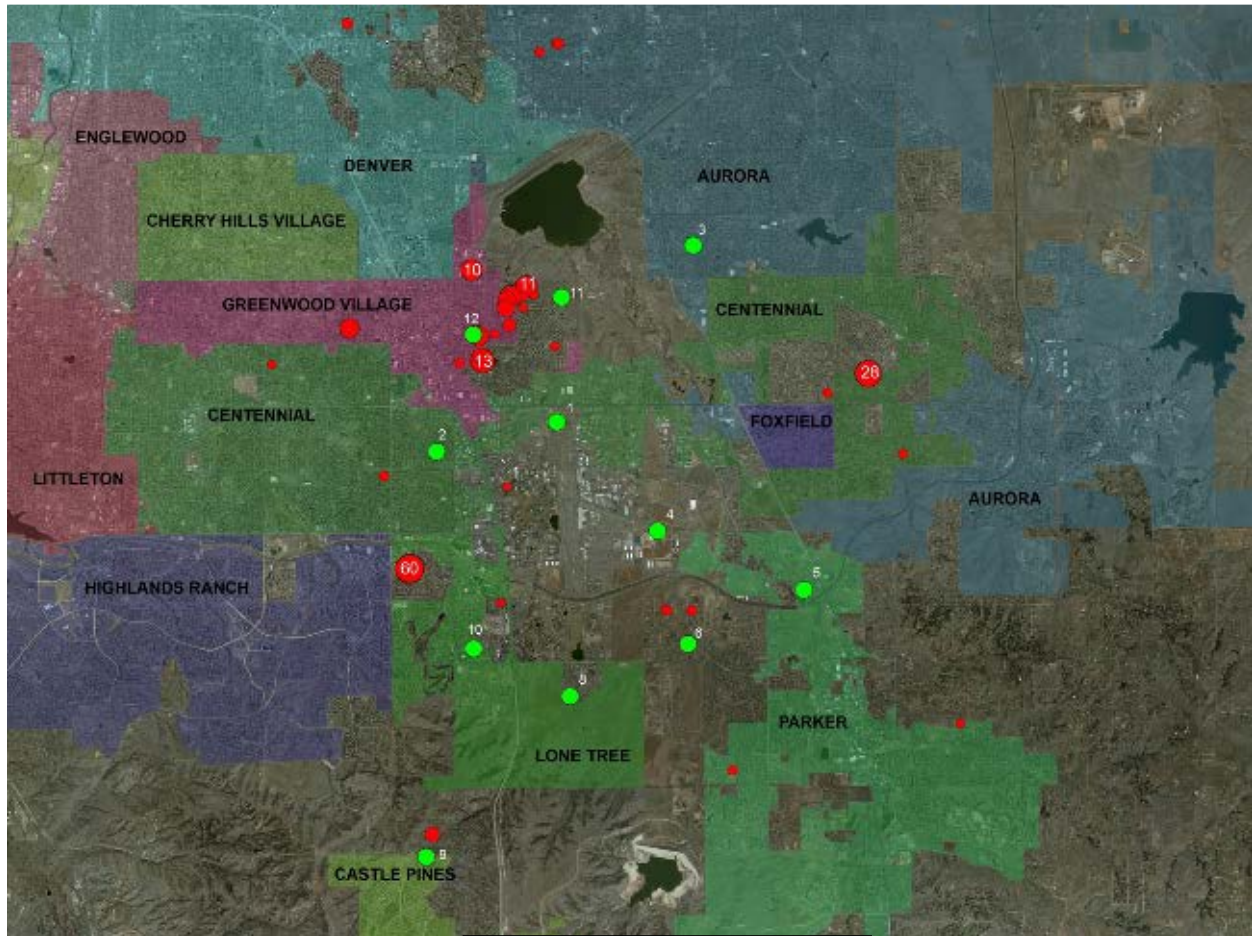 ENGLEWOOD
DENVER
AURORA
CHERRY HILLS VILLAGE
3
10
11
11
GREENWOOD VILLAGE
CENTENNIAL
12
13
28
CENTENNIAL
FOXFIELD
2
LITTLETON
AURORA
4
60
HIGHLANDS RANCH
5
10
6
8
PARKER
LONE TREE
9
CASTLE PINES